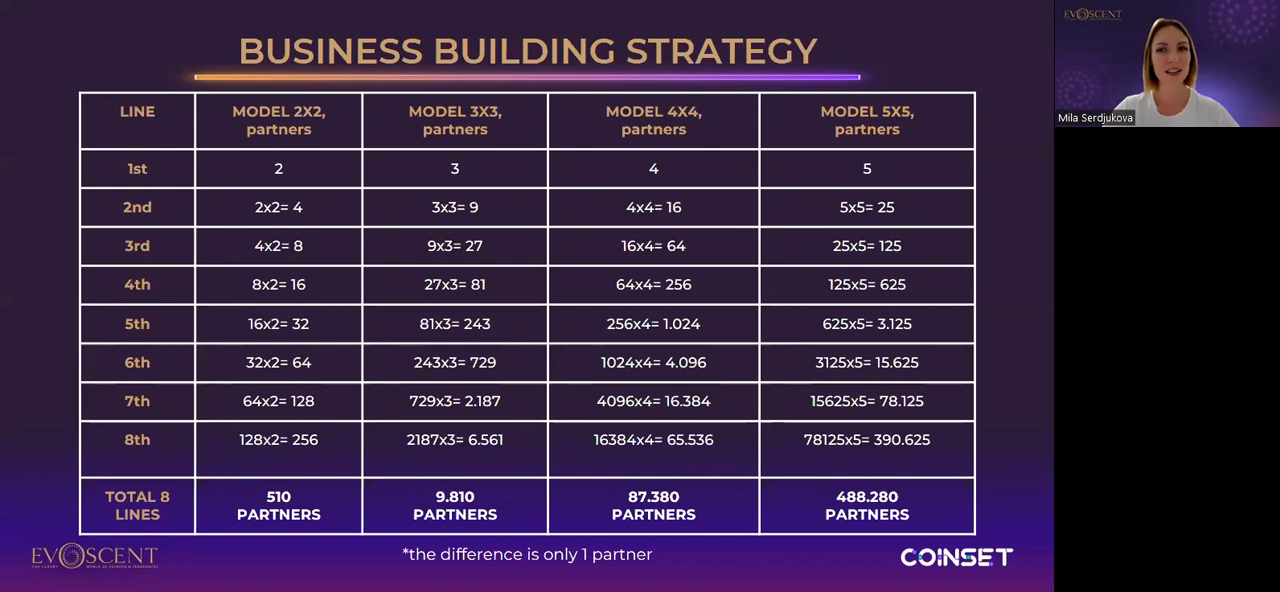 BUSINESS BUILDING STRATEGY
EVOSCENT
Mila Serdjukova
LINE
MODEL 2X2,
partners
MODEL 3X3,
partners
MODEL 4X4,
partners
MODEL 5X5,
partners
1st
2
3
4
5
2nd
2x2= 4
3x3= 9
4x4= 16
5x5= 25
3rd
4x2= 8
9x3= 27
16x4= 64
25x5= 125
4th
8x2= 16
27x3= 81
64x4= 256
125x5= 625
5th
16x2= 32
81x3= 243
256x4= 1.024
625x5= 3.125
6th
32x2= 64
243x3= 729
1024x4= 4.096
3125x5= 15.625
7th
64x2= 128
729x3= 2.187
4096x4= 16.384
15625x5= 78.125
8th
128x2= 256
2187x3= 6.561
16384x4= 65.536
78125x5= 390.625
TOTAL 8
LINES
510
PARTNERS
9.810
PARTNERS
87.380
PARTNERS
488.280
PARTNERS
EVOSCENT
THE LUXURY WORLD OF FASHION & FRAGRANCES
*the difference is only 1 partner
COINSET